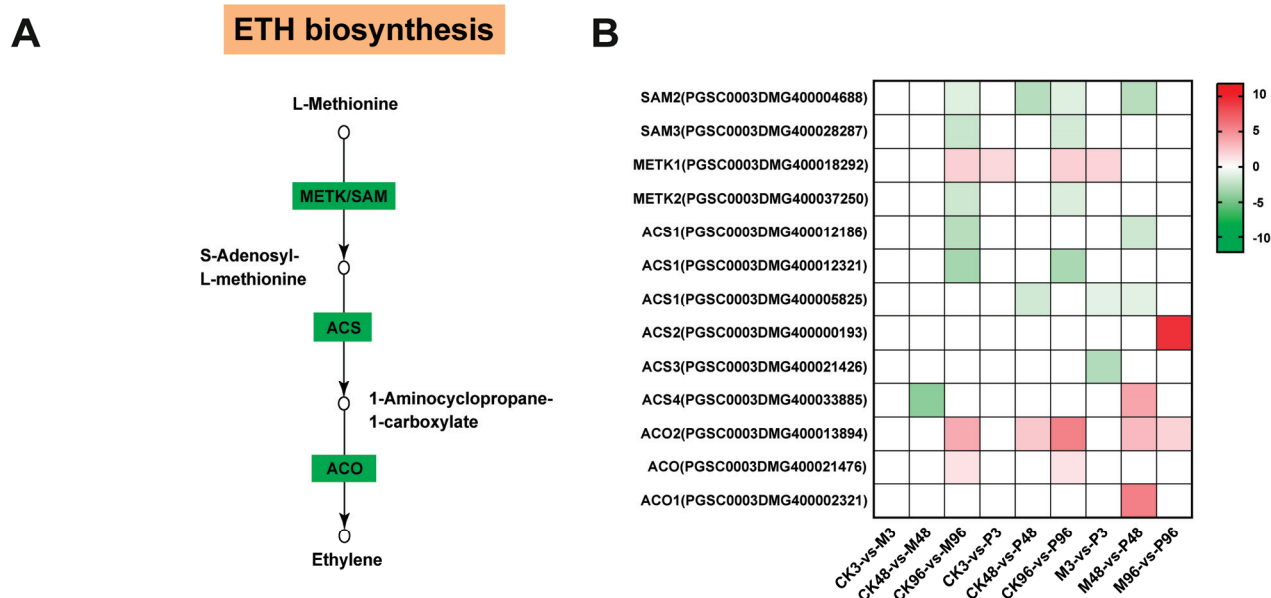 A
ETH biosynthesis
L-Methionine
METK/SAM
S-Adenosyl-
L-methionine
ACS
1-Aminocyclopropane-
1-carboxylate
ACO
Ethylene
B
SAM2(PGSC0003DMG400004688)
SAM3(PGSC0003DMG400028287)
METK1(PGSC0003DMG400018292)
METK2(PGSC0003DMG400037250)
ACS1(PGSC0003DMG400012186)
ACS1(PGSC0003DMG400012321)
ACS1(PGSC0003DMG400005825)
ACS2(PGSC0003DMG400000193)
ACS3(PGSC0003DMG400021426)
ACS4(PGSC0003DMG400033885)
ACO2(PGSC0003DMG400013894)
ACO(PGSC0003DMG400021476)
ACO1(PGSC0003DMG400002321)
CK3-vs-M3
CK48-vs-M48
CK96-vs-M96
CK3-vs-P3
CK48-vs-P48
CK96-vs-P96
M3-vs-P3
M48-vs-P48
M96-vs-P96
10
5
0
-5
-10